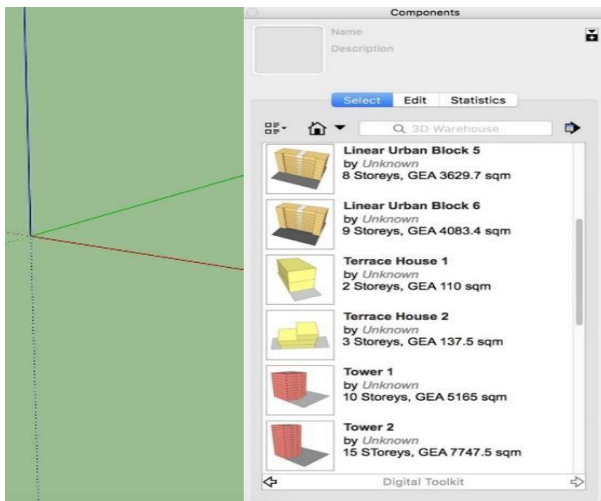 Components
Name
Description
Select Edit Statistics
3D Warehouse
Linear Urban Block 5
by Unknown
8 Storeys, GEA 3629.7 sqm
Linear Urban Block 6
by Unknown
9 Storeys, GEA 4083.4 sqm
Terrace House 1
by Unknown
2 Storeys, GEA 110 sqm
Terrace House 2
by Unknown
3 Storeys, GEA 137.5 sqm
Tower 1
by Unknown
10 Storeys, GEA 5165 sqm
Tower 2
by Unknown
15 SToreys, GEA 7747.5 sqm
Digital Toolkit